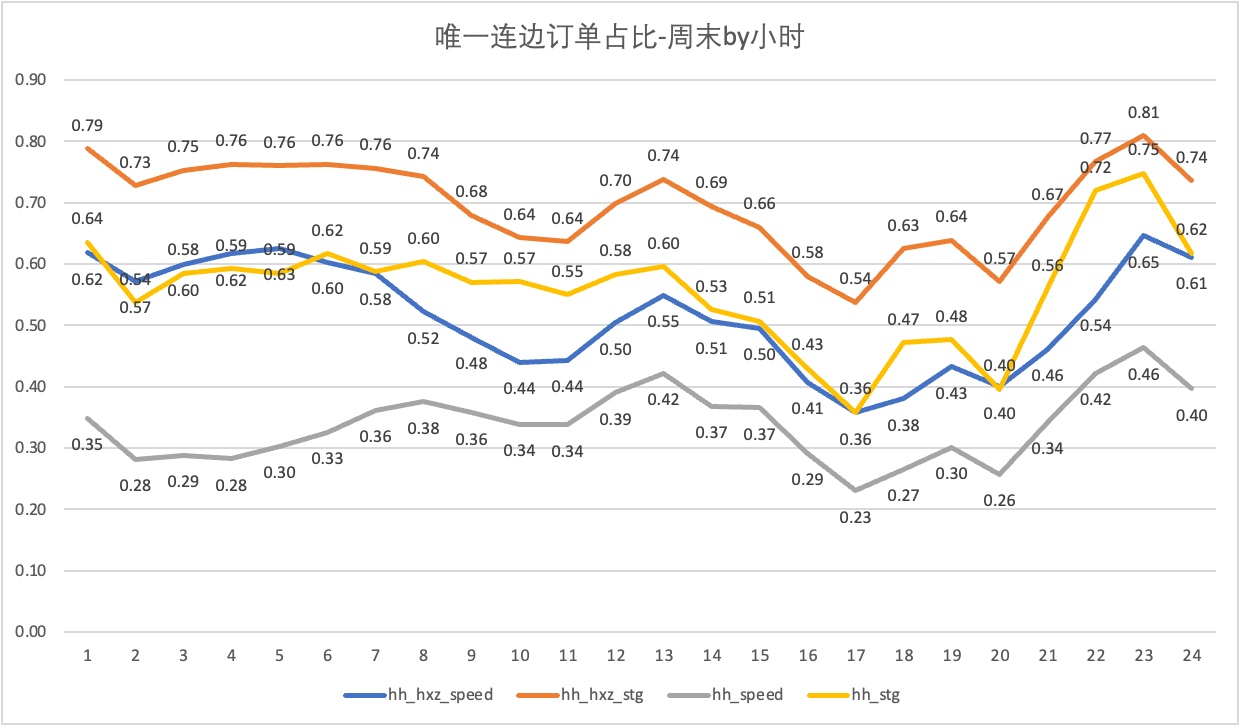 唯一连边订单占比-周末by小时
0.90
0.80
0.70
0.60
0.50
0.40
0.30
0.20
0.10
0.00
0.79 0.73 0.75 0.76 0.76 0.76 0.76 0.74 0.68 0.64 0.64 0.70 0.74 0.69 0.66 0.58 0.54 0.63 0.64 0.57 0.67 0.77 0.81 0.74
0.64 0.54 0.58 0.59 0.59 0.62 0.59 0.60 0.57 0.57 0.55 0.58 0.60 0.53 0.51 0.43 0.36 0.47 0.48 0.40 0.56 0.72 0.75 0.62
0.62 0.57 0.60 0.62 0.63 0.60 0.58 0.52 0.48 0.44 0.44 0.50 0.55 0.51 0.50 0.41 0.36 0.38 0.43 0.40 0.46 0.54 0.65 0.61
0.35 0.28 0.29 0.28 0.30 0.33 0.36 0.38 0.36 0.34 0.34 0.39 0.42 0.37 0.37 0.29 0.23 0.27 0.30 0.26 0.34 0.42 0.46 0.40
1 2 3 4 5 6 7 8 9 10 11 12 13 14 15 16 17 18 19 20 21 22 23 24
hh_hxz_speed hh_hxz_stg hh_speed hh_stg